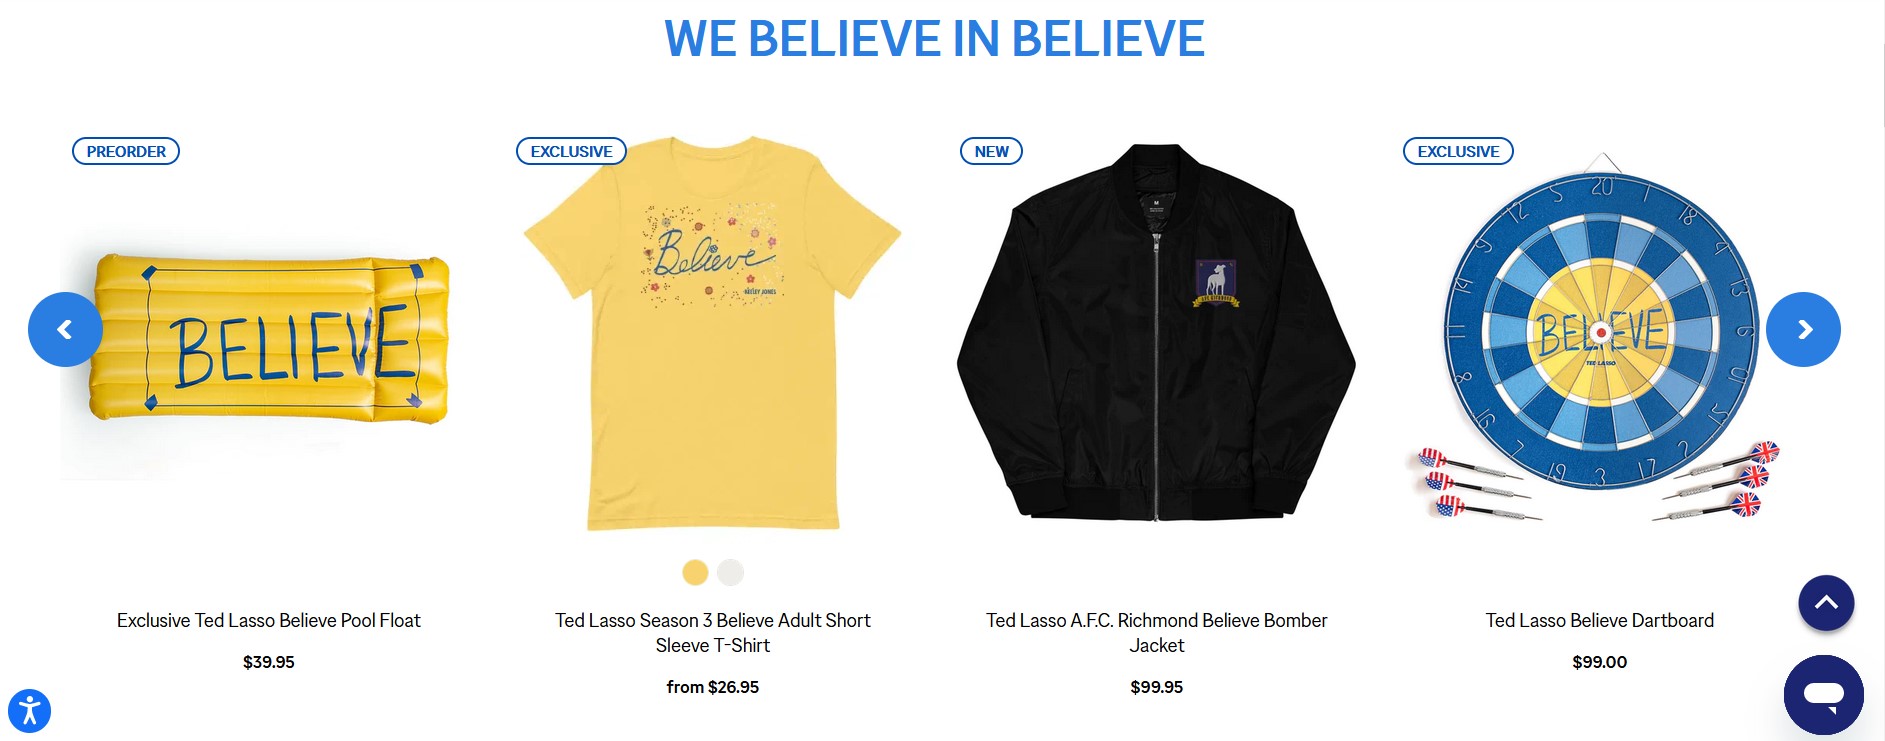 WE BELIEVE IN BELIEVE
PREORDER
BELIEVE
Exclusive Ted Lasso Believe Pool Float
$39.95
EXCLUSIVE
Believe
KEELEY JONES
Ted Lasso Season 3 Believe Adult Short
Sleeve T-Shirt
from $26.95
NEW
M
A.F.C. RICHMOND
Ted Lasso A.F.C. Richmond Believe Bomber
Jacket
$99.95
EXCLUSIVE
20 1 18 13 6 10 2 17 3 19 7 16 8 11 14 9 12 5
BELIEVE
TED LASSO
Ted Lasso Believe Dartboard
$99.00